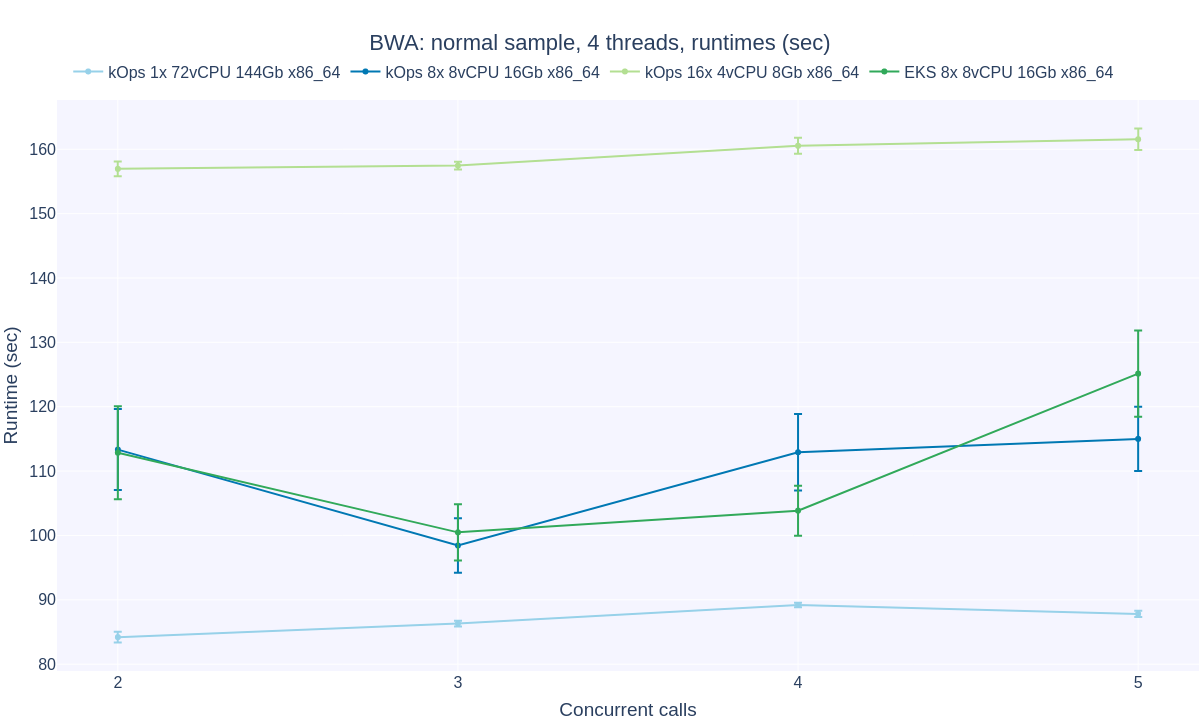 BWA: normal sample, 4 threads, runtimes (sec)
kOps 1x 72vCPU 144Gb x86_64 kOps 8x 8vCPU 16Gb x86_64 kOps 16x 4vCPU 8Gb x86_64 EKS 8x 8vCPU 16Gb x86_64
Runtime (sec)
160
150
140
130
120
110
100
90
80
2 3 4 5
Concurrent calls